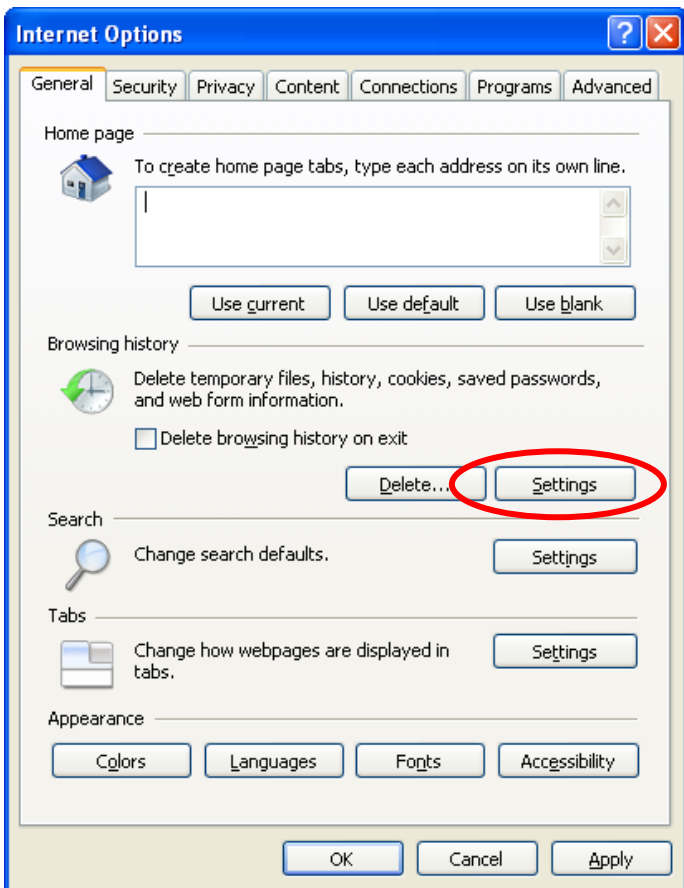 Internet Options
General Security Privacy Content Connections Programs Advanced
Home page
To create home page tabs, type each address on its own line.
Use current Use default Use blank
Browsing history
Delete temporary files, history, cookies, saved passwords,
and web form information.
Delete browsing history on exit
Delete... Settings
Search
Change search defaults.
Settings
Tabs
Change how webpages are displayed in
tabs.
Settings
Appearance
Colors Languages Fonts Accessibility
OK Cancel Apply